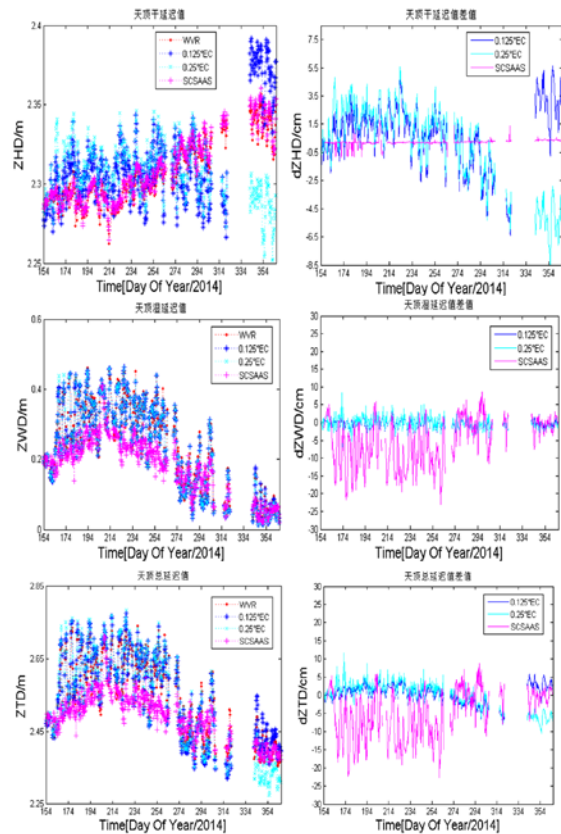 天顶干延迟值
2.4
2.35
2.3
2.25
ZHD/m
WVR
0.125*EC
0.25*EC
SCSAAS
154 174 194 214 234 254 274 294 314 334 354
Time[Day Of Year/2014]
天顶干延迟值差值
7.5
5.5
3.5
1.5
-0.5
-2.5
-4.5
-6.5
-8.5
dZHD/cm
0.125*EC
0.25*EC
SCSAAS
154 174 194 214 234 254 274 294 314 334 354
Time[Day Of Year/2014]
天顶湿延迟值
0.6
0.4
0.2
0
ZWD/m
WVR
0.125*EC
0.25*EC
SCSAAS
154 174 194 214 234 254 274 294 314 334 354
Time[Day Of Year/2014]
天顶湿延迟值差值
30
25
20
15
10
5
0
-5
-10
-15
-20
-25
-30
dZWD/cm
0.125*EC
0.25*EC
SCSAAS
154 174 194 214 234 254 274 294 314 334 354
Time[Day Of Year/2014]
天顶总延迟值
2.85
2.65
2.45
2.25
ZTD/m
WVR
0.125*EC
0.25*EC
SCSAAS
154 174 194 214 234 254 274 294 314 334 354
Time[Day Of Year/2014]
天顶总延迟值差值
30
25
20
15
10
5
0
-5
-10
-15
-20
-25
-30
dZTD/cm
0.125*EC
0.25*EC
SCSAAS
154 174 194 214 234 254 274 294 314 334 354
Time[Day Of Year/2014]